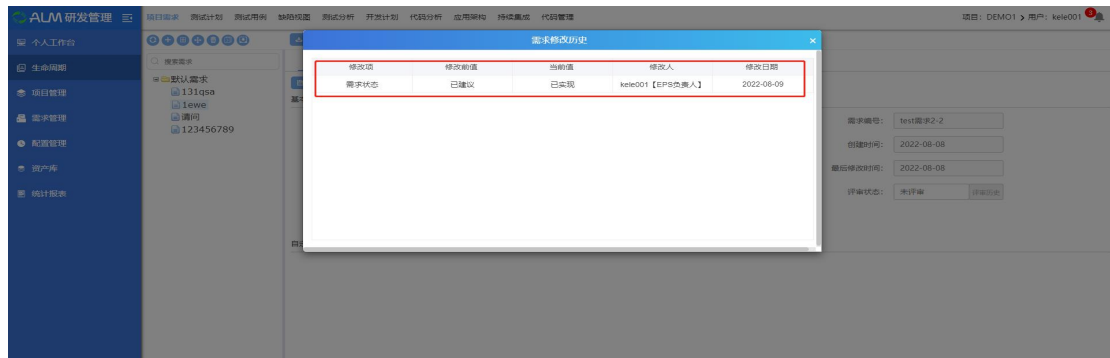 ALM 研发管理
项目需求 测试计划 测试用例 缺陷视图 测试分析 开发计划 代码分析 应用架构 持续集成 代码管理
项目: DEMO1 > 用户: kele001
3
个人工作台
生命周期
项目管理
需求管理
配置管理
资产库
统计报表
搜索需求
默认需求
131qsa
1ewe
请问
123456789
需求修改历史 ×
修改项 修改前值 当前值 修改人 修改日期
需求状态 已建议 已实现 kele001【EPS负责人】 2022-08-09
需求编号: test需求2-2
创建时间: 2022-08-08
最后修改时间: 2022-08-08
评审状态: 未评审 评审历史